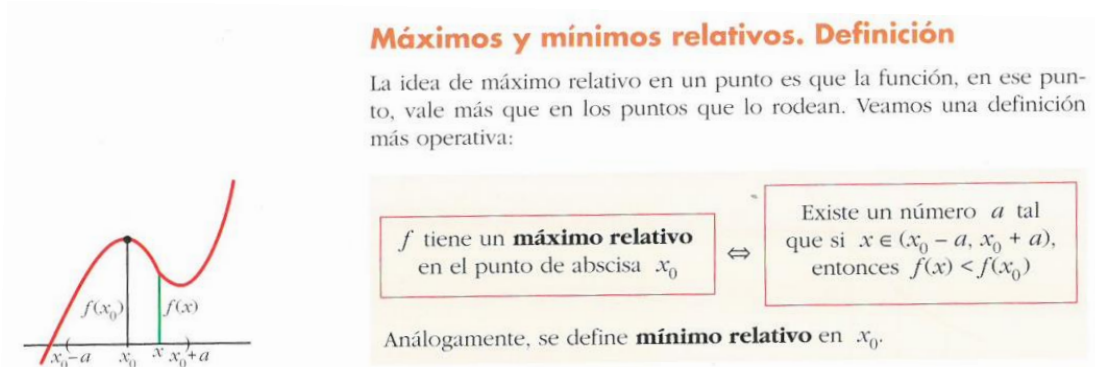 Máximos y mínimos relativos. Definición
La idea de máximo relativo en un punto es que la función, en ese pun-
to, vale más que en los puntos que lo rodean. Veamos una definición
más operativa:
f tiene un máximo relativo
en el punto de abscisa x₀
⇔
Existe un número a tal
que si x ∈ (x₀ – a, x₀ + a),
entonces f(x) < f(x₀)
Análogamente, se define mínimo relativo en x₀.
f(x₀) f(x)
x₀–a x₀ x x₀+a